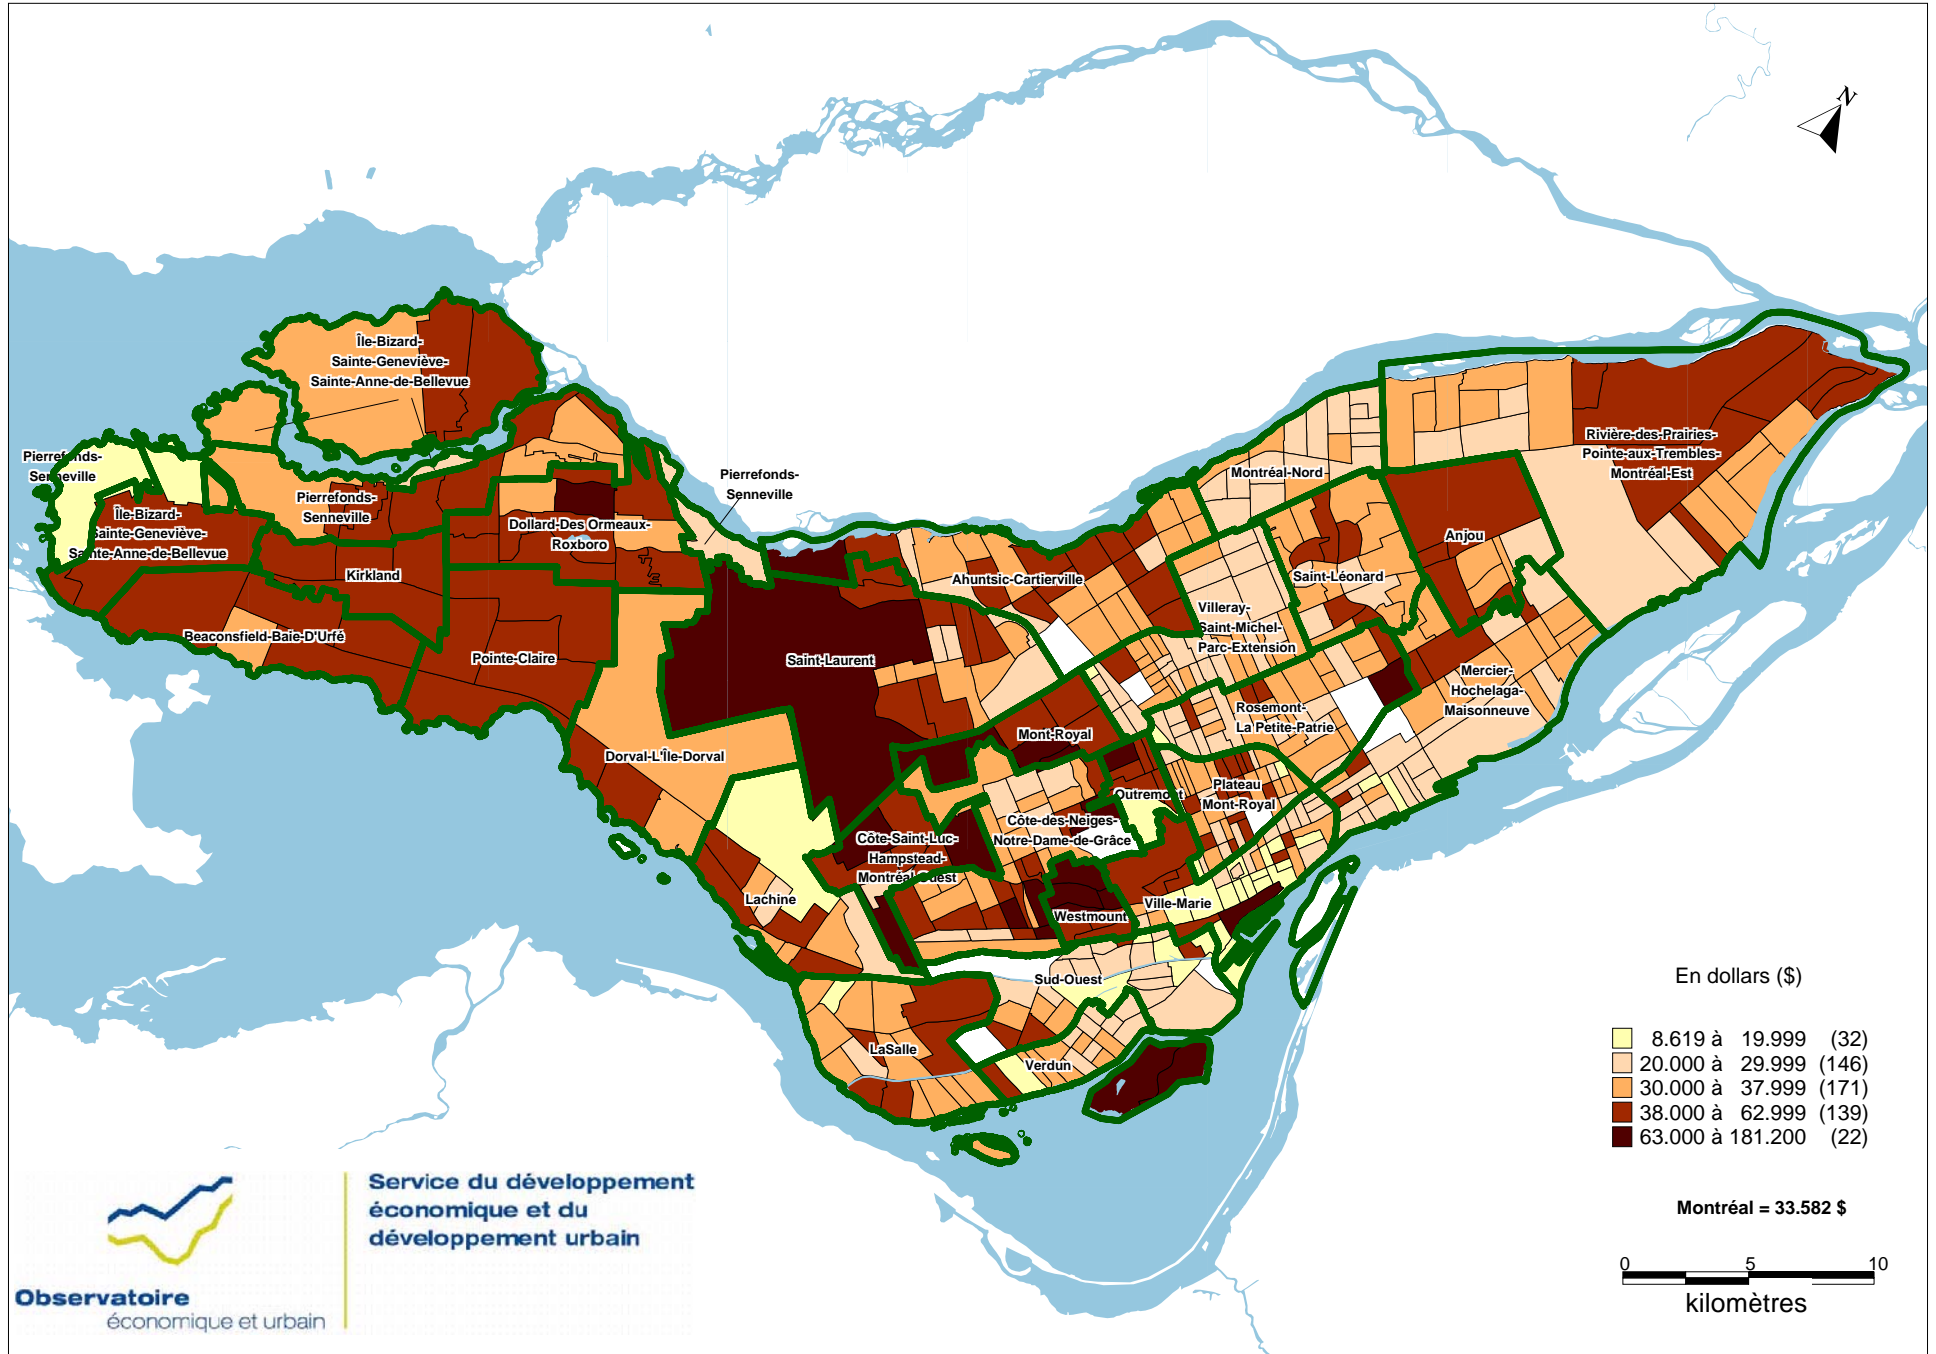 N
Île-Bizard-
Sainte-Geneviève-
Sainte-Anne-de-Bellevue
Pierrefonds-
Senneville
Île-Bizard-
Sainte-Geneviève-
Sainte-Anne-de-Bellevue
Pierrefonds-
Senneville
Pierrefonds-
Senneville
Dollard-Des Ormeaux-
Roxboro
Kirkland
Beaconsfield-Baie-D'Urfé
Pointe-Claire
Dorval-L'Île-Dorval
Saint-Laurent
Ahuntsic-Cartierville
Montréal-Nord
Rivière-des-Prairies-
Pointe-aux-Trembles-
Montréal-Est
Anjou
Saint-Léonard
Villeray-
Saint-Michel-
Parc-Extension
Mercier-
Hochelaga-
Maisonneuve
Rosemont-
La Petite-Patrie
Mont-Royal
Plateau
Mont-Royal
Outremont
Côte-des-Neiges-
Notre-Dame-de-Grâce
Côte-Saint-Luc-
Hampstead-
Montréal-Ouest
Lachine
Westmount
Ville-Marie
Sud-Ouest
LaSalle
Verdun
En dollars ($)
8.619 à 19.999 (32)
20.000 à 29.999 (146)
30.000 à 37.999 (171)
38.000 à 62.999 (139)
63.000 à 181.200 (22)
Montréal = 33.582 $
0 5 10
kilomètres
Service du développement
économique et du
développement urbain
Observatoire
économique et urbain